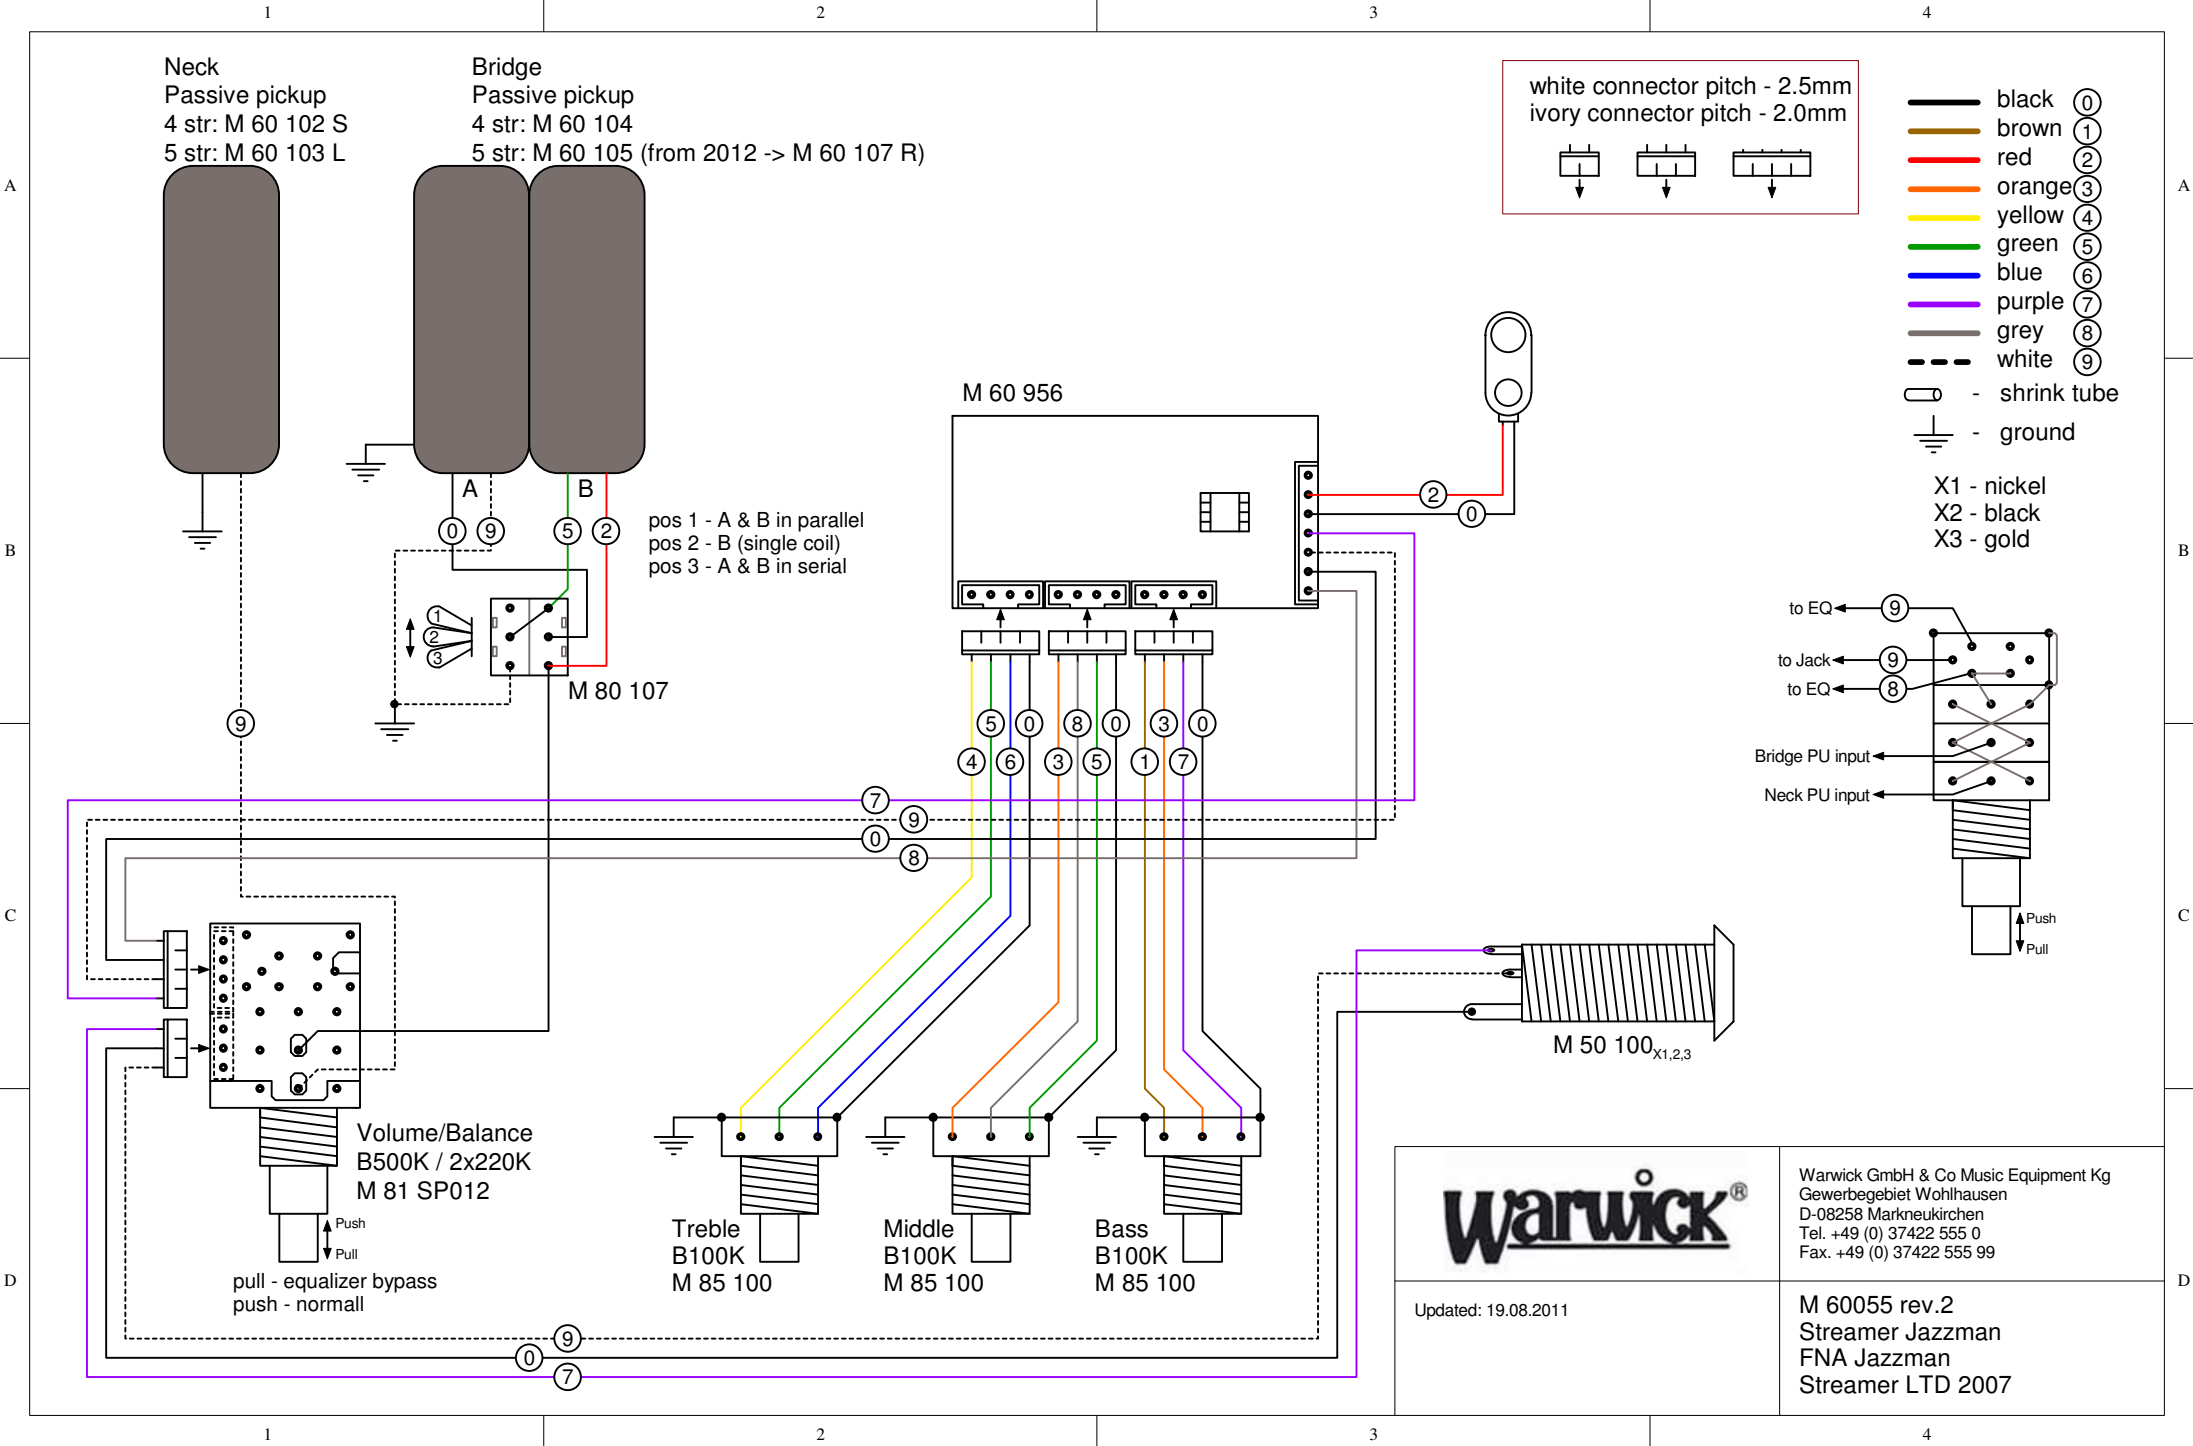 1 2 3 4
A
B
C
D
A
B
C
D
Neck
Passive pickup
4 str: M 60 102 S
5 str: M 60 103 L
Bridge
Passive pickup
4 str: M 60 104
5 str: M 60 105 (from 2012 -> M 60 107 R)
white connector pitch - 2.5mm
ivory connector pitch - 2.0mm
black 0
brown 1
red 2
orange 3
yellow 4
green 5
blue 6
purple 7
grey 8
white 9
- shrink tube
- ground
X1 - nickel
X2 - black
X3 - gold
M 60 956
2
0
A B
0 9 5 2
pos 1 - A & B in parallel
pos 2 - B (single coil)
pos 3 - A & B in serial
1
2
3
M 80 107
to EQ 9
to Jack 9
to EQ 8
Bridge PU input
Neck PU input
Push
Pull
9
5 0 8 0 3 0
4 6 3 5 1 7
7
9
0
8
M 50 100X1,2,3
Volume/Balance
B500K / 2x220K
M 81 SP012
Push
Pull
pull - equalizer bypass
push - normall
Treble
B100K
M 85 100
Middle
B100K
M 85 100
Bass
B100K
M 85 100
9
0
7
Warwick®
Warwick GmbH & Co Music Equipment Kg
Gewerbegebiet Wohlhausen
D-08258 Markneukirchen
Tel. +49 (0) 37422 555 0
Fax. +49 (0) 37422 555 99
Updated: 19.08.2011
M 60055 rev.2
Streamer Jazzman
FNA Jazzman
Streamer LTD 2007
1 2 3 4